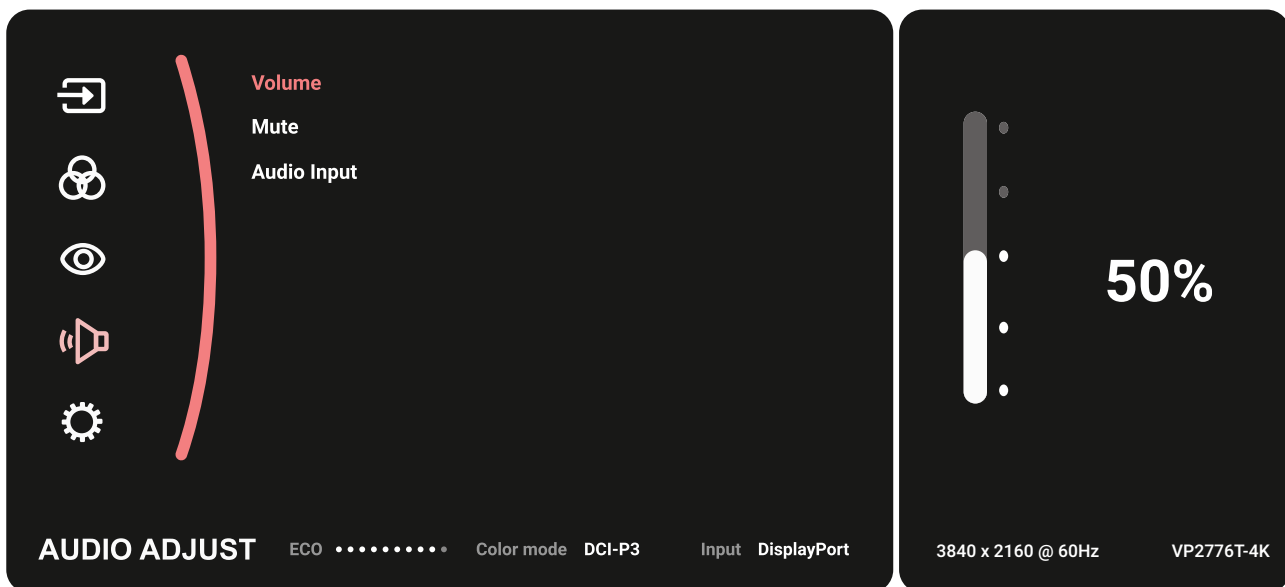 Volume
Mute
Audio Input
50%
AUDIO ADJUST ECO Color mode DCI-P3 Input DisplayPort
3840 x 2160 @ 60Hz VP2776T-4K